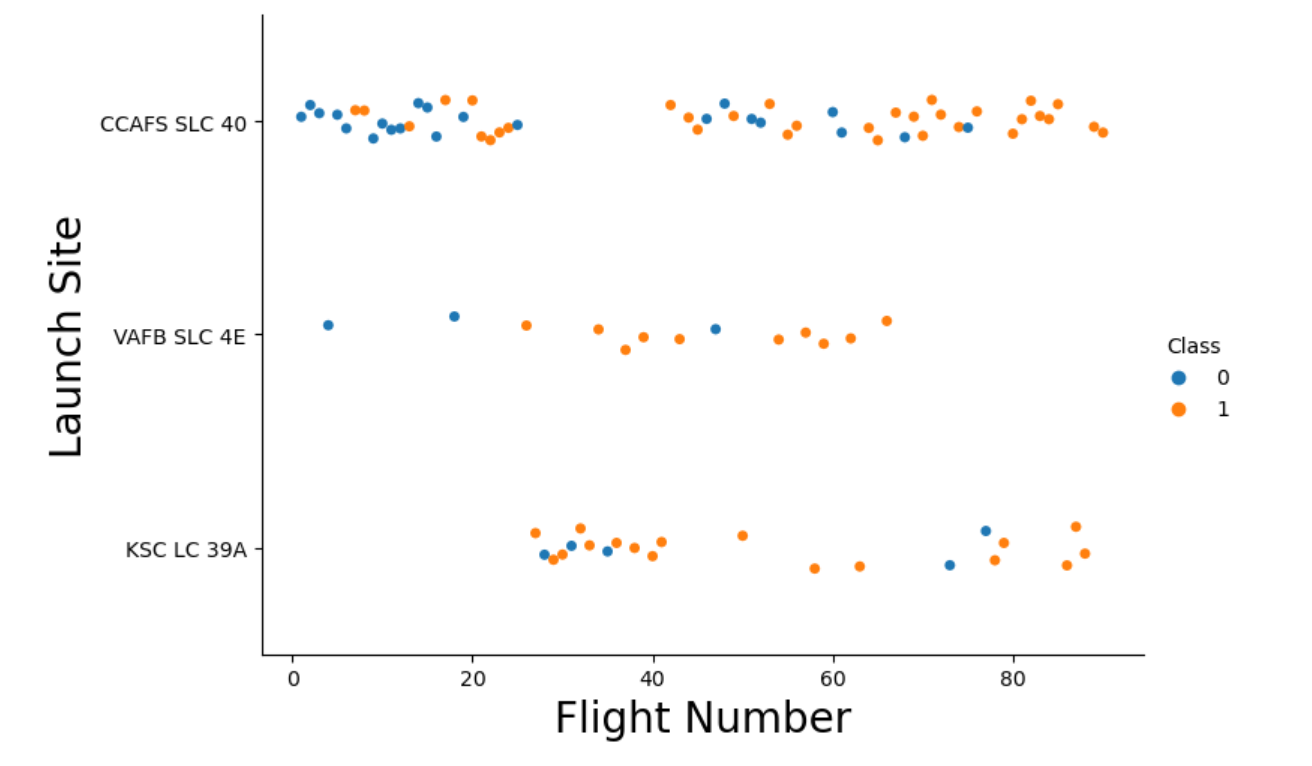 Launch Site
CCAFS SLC 40
VAFB SLC 4E
KSC LC 39A
0 20 40 60 80
Flight Number
Class
0
1